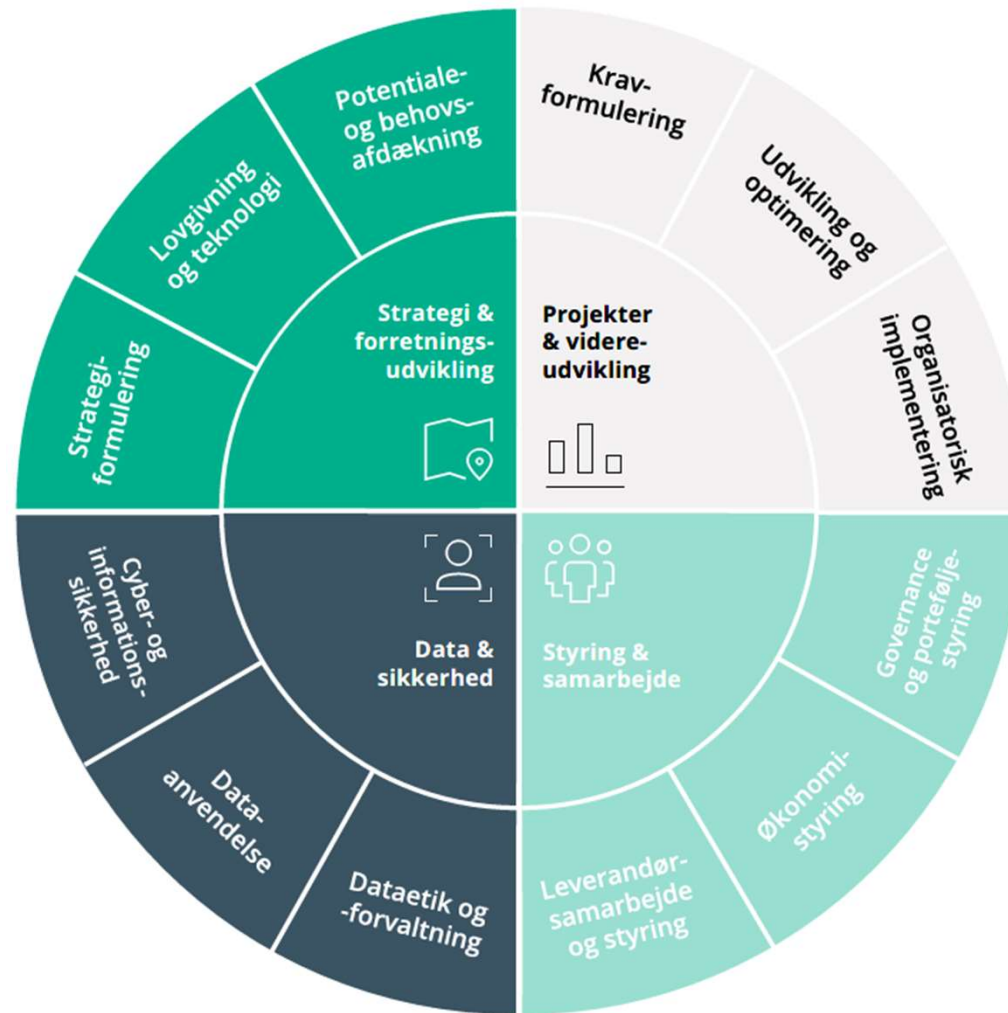 Potentiale-
og behovs-
afdækning
Lovgivning
og teknologi
Strategi-
formulering
Strategi &
forretnings-
udvikling
Krav-
formulering
Udvikling og
optimering
Organisatorisk
implementering
Projekter
& videre-
udvikling
Cyber- og
informations-
sikkerhed
Data-
anvendelse
Dataetik og
-forvaltning
Data &
sikkerhed
Styring &
samarbejde
Governance
og portefølje-
styring
Økonomi-
styring
Leverandør-
samarbejde
og styring